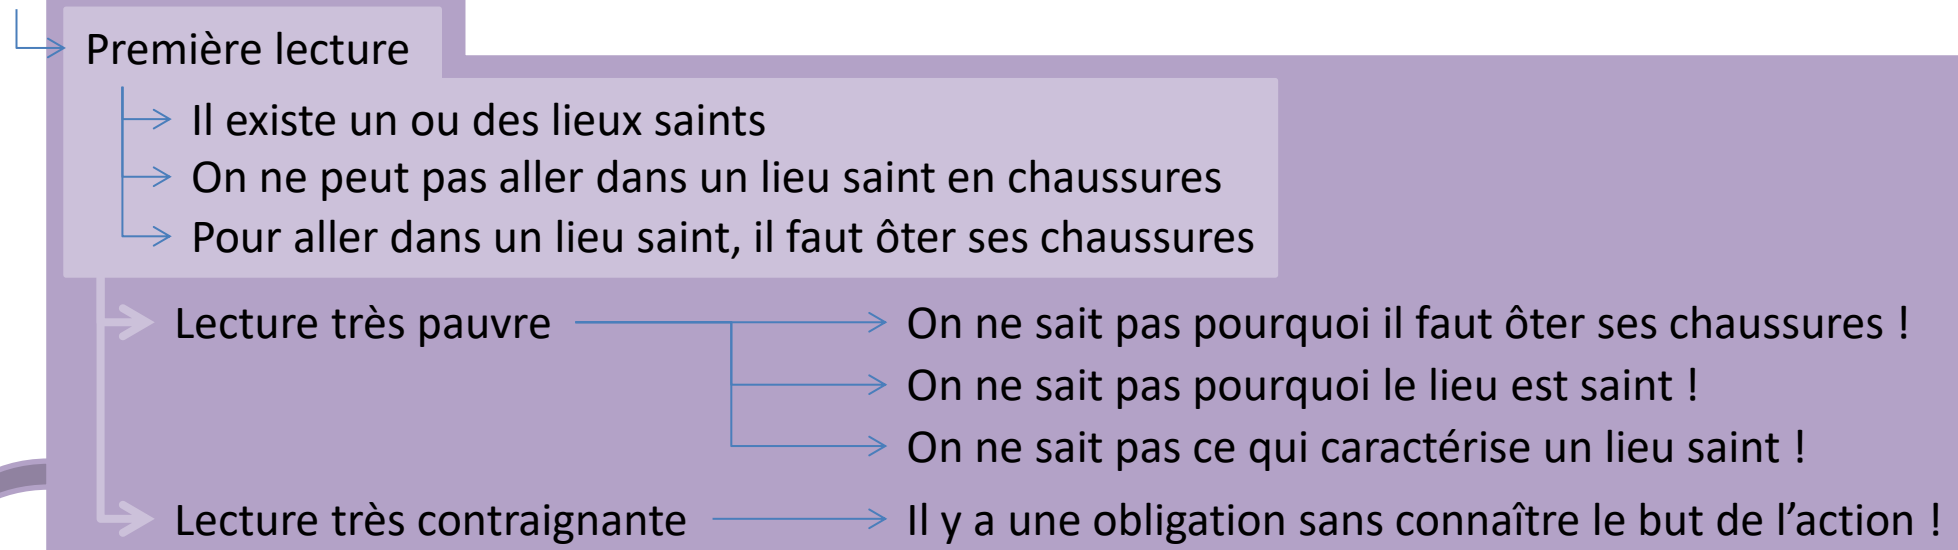 Première lecture
Il existe un ou des lieux saints
On ne peut pas aller dans un lieu saint en chaussures
Pour aller dans un lieu saint, il faut ôter ses chaussures
Lecture très pauvre
On ne sait pas pourquoi il faut ôter ses chaussures !
On ne sait pas pourquoi le lieu est saint !
On ne sait pas ce qui caractérise un lieu saint !
Lecture très contraignante
Il y a une obligation sans connaître le but de l’action !